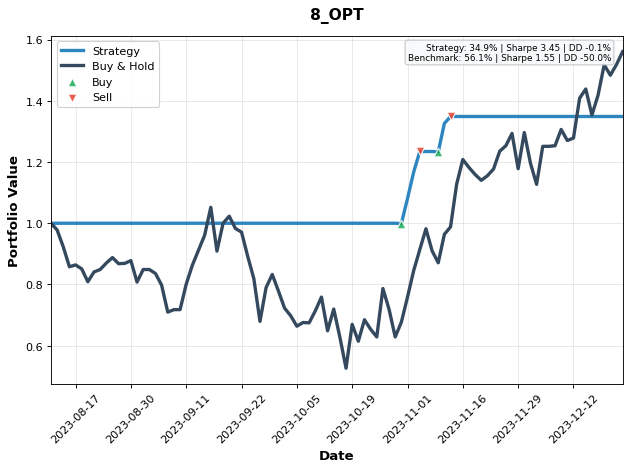 8_OPT
Strategy: 34.9% | Sharpe 3.45 | DD -0.1%
Benchmark: 56.1% | Sharpe 1.55 | DD -50.0%
Strategy
Buy & Hold
Buy
Sell
Portfolio Value
1.6
1.4
1.2
1.0
0.8
0.6
2023-08-17
2023-08-30
2023-09-11
2023-09-22
2023-10-05
2023-10-19
2023-11-01
2023-11-16
2023-11-29
2023-12-12
Date